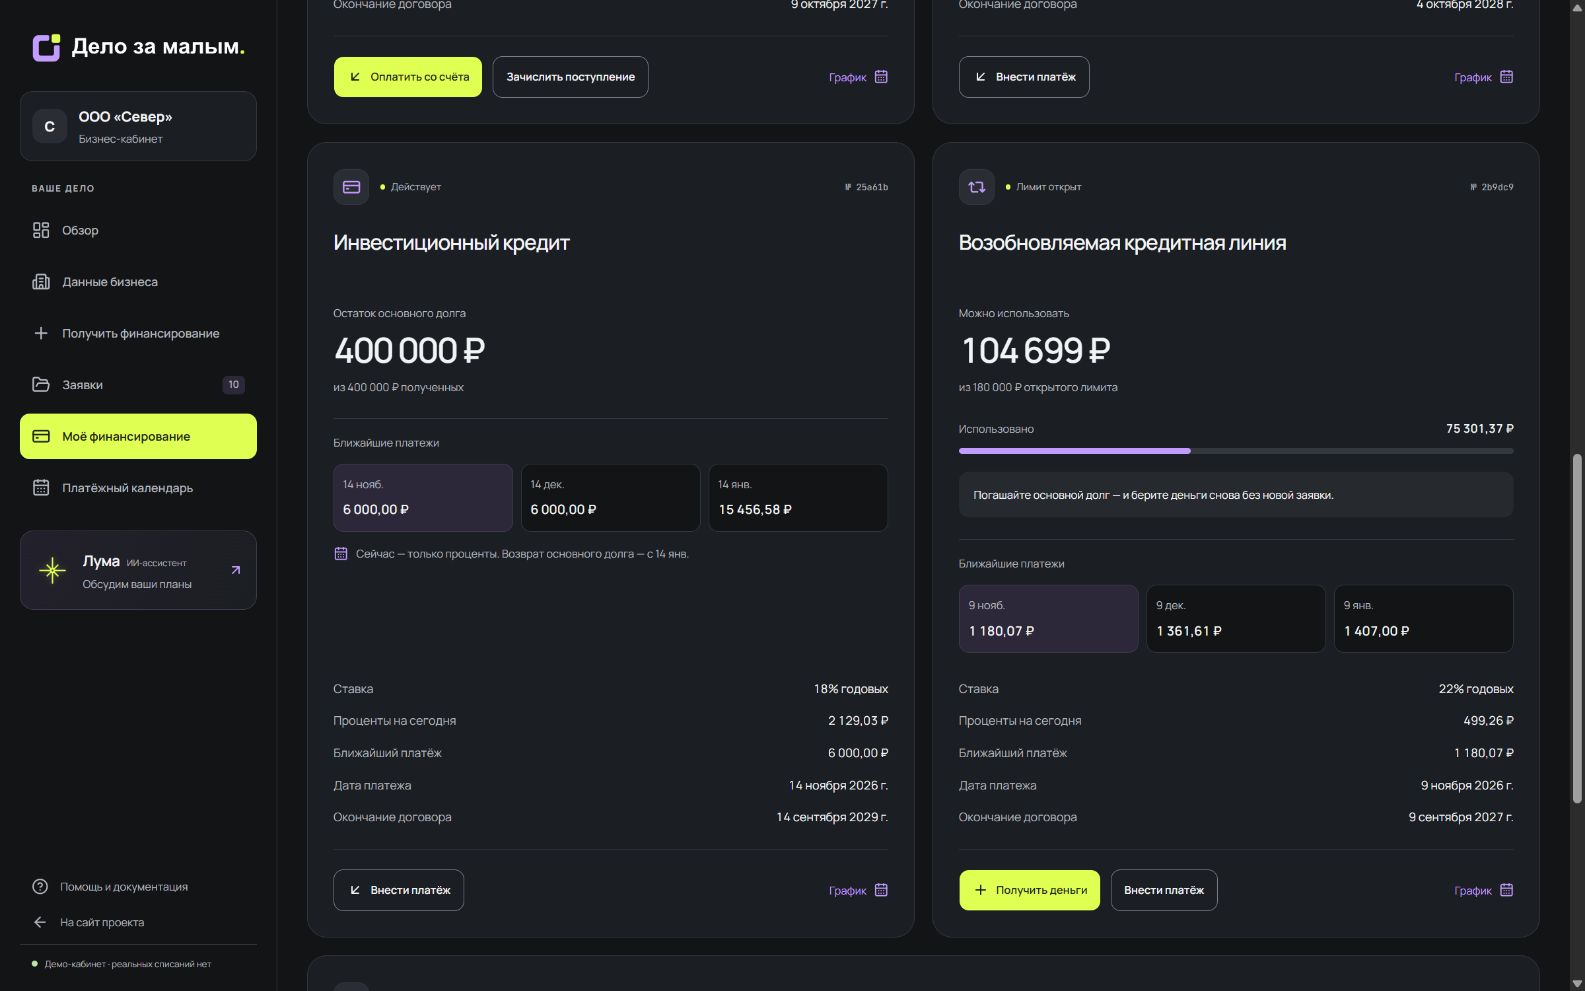 Дело за малым.
С
ООО «Север»
Бизнес-кабинет
ВАШЕ ДЕЛО
Обзор
Данные бизнеса
Получить финансирование
Заявки 10
Моё финансирование
Платёжный календарь
Лума ИИ-ассистент
Обсудим ваши планы
Помощь и документация
На сайт проекта
Демо-кабинет · реальных списаний нет
Окончание договора 9 октября 2027 г.
Оплатить со счёта Зачислить поступление График
Окончание договора 4 октября 2028 г.
Внести платёж График
Действует № 25a61b
Инвестиционный кредит
Остаток основного долга
400 000 ₽
из 400 000 ₽ полученных
Ближайшие платежи
14 нояб. 14 дек. 14 янв.
6 000,00 ₽ 6 000,00 ₽ 15 456,58 ₽
Сейчас — только проценты. Возврат основного долга — с 14 янв.
Ставка 18% годовых
Проценты на сегодня 2 129,03 ₽
Ближайший платёж 6 000,00 ₽
Дата платежа 14 ноября 2026 г.
Окончание договора 14 сентября 2029 г.
Внести платёж График
Лимит открыт № 2b9dc9
Возобновляемая кредитная линия
Можно использовать
104 699 ₽
из 180 000 ₽ открытого лимита
Использовано 75 301,37 ₽
Погашайте основной долг — и берите деньги снова без новой заявки.
Ближайшие платежи
9 нояб. 9 дек. 9 янв.
1 180,07 ₽ 1 361,61 ₽ 1 407,00 ₽
Ставка 22% годовых
Проценты на сегодня 499,26 ₽
Ближайший платёж 1 180,07 ₽
Дата платежа 9 ноября 2026 г.
Окончание договора 9 сентября 2027 г.
Получить деньги Внести платёж График